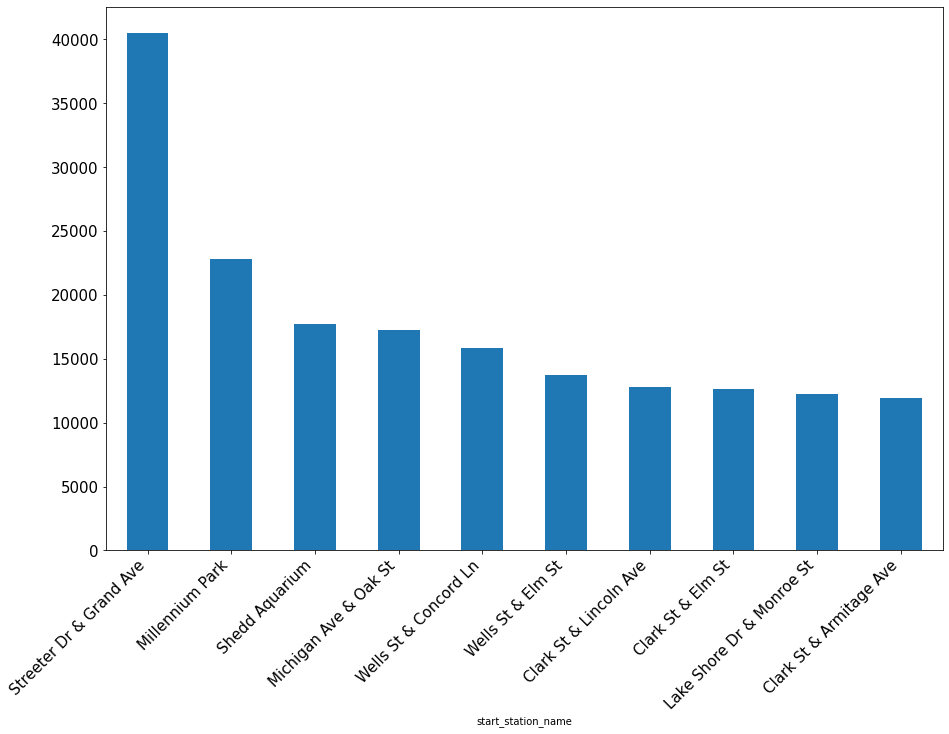 40000
35000
30000
25000
20000
15000
10000
5000
0
Streeter Dr & Grand Ave
Millennium Park
Shedd Aquarium
Michigan Ave & Oak St
Wells St & Concord Ln
Wells St & Elm St
Clark St & Lincoln Ave
Clark St & Elm St
Lake Shore Dr & Monroe St
Clark St & Armitage Ave
start_station_name